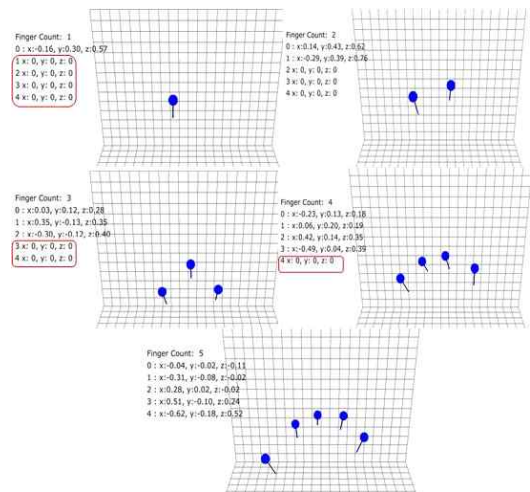 Finger Count: 1
0 : x:-0.16, y:0.30, z:0.57
1 x: 0, y: 0, z: 0
2 x: 0, y: 0, z: 0
3 x: 0, y: 0, z: 0
4 x: 0, y: 0, z: 0
Finger Count: 2
0 : x:0.14, y:0.43, z:0.62
1 : x:-0.29, y:0.39, z:0.76
2 x: 0, y: 0, z: 0
3 x: 0, y: 0, z: 0
4 x: 0, y: 0, z: 0
Finger Count: 3
0 : x:0.03, y:0.12, z:0.28
1 : x:0.35, y:-0.13, z:0.35
2 : x:-0.30, y:-0.12, z:0.40
3 x: 0, y: 0, z: 0
4 x: 0, y: 0, z: 0
Finger Count: 4
0 : x:-0.23, y:0.13, z:0.18
1 : x:0.06, y:0.20, z:0.19
2 : x:0.42, y:0.14, z:0.35
3 : x:-0.49, y:0.04, z:0.39
4 x: 0, y: 0, z: 0
Finger Count: 5
0 : x:-0.04, y:-0.02, z:-0.11
1 : x:-0.31, y:-0.08, z:-0.02
2 : x:0.28, y:0.02, z:-0.02
3 : x:0.51, y:-0.10, z:0.24
4 : x:-0.62, y:-0.18, z:0.52